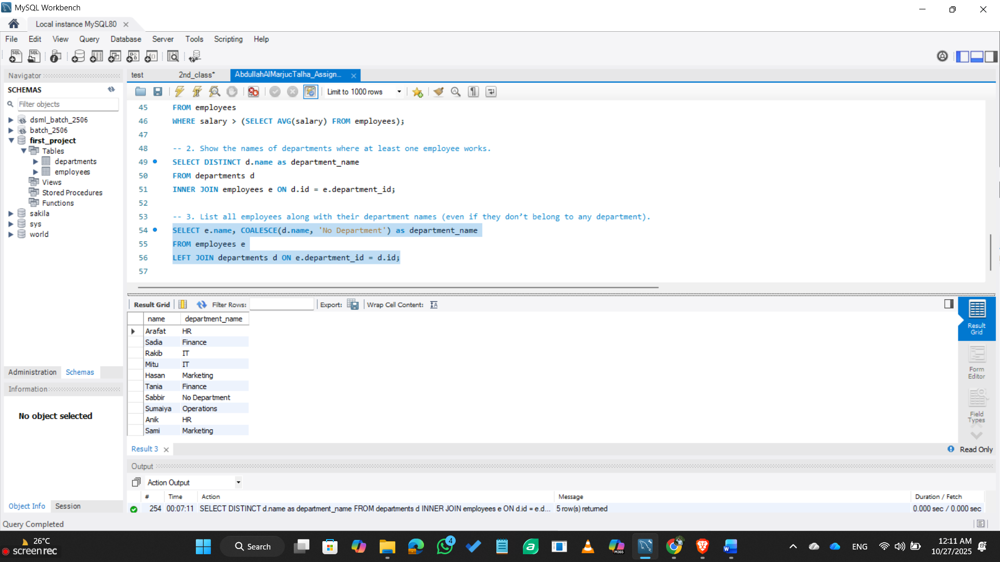 MySQL Workbench
Local instance MySQL80
File Edit View Query Database Server Tools Scripting Help
Navigator
SCHEMAS
Filter objects
dsml_batch_2506
batch_2506
first_project
Tables
departments
employees
Views
Stored Procedures
Functions
sakila
sys
world
Administration Schemas
Information
No object selected
Object Info Session
Query Completed
test 2nd_class* AbdullahAlMarjucTalha_Assign...
Limit to 1000 rows
45 FROM employees
46 WHERE salary > (SELECT AVG(salary) FROM employees);
47
48 -- 2. Show the names of departments where at least one employee works.
49 SELECT DISTINCT d.name as department_name
50 FROM departments d
51 INNER JOIN employees e ON d.id = e.department_id;
52
53 -- 3. List all employees along with their department names (even if they don’t belong to any department).
54 SELECT e.name, COALESCE(d.name, 'No Department') as department_name
55 FROM employees e
56 LEFT JOIN departments d ON e.department_id = d.id;
57
Result Grid Filter Rows: Export: Wrap Cell Content:
name department_name
Arafat HR
Sadia Finance
Rakib IT
Mitu IT
Hasan Marketing
Tania Finance
Sabbir No Department
Sumaiya Operations
Anik HR
Sami Marketing
Result Grid
Form Editor
Field Types
Result 3 Read Only
Output
Action Output
# Time Action Message Duration / Fetch
254 00:07:11 SELECT DISTINCT d.name as department_name FROM departments d INNER JOIN employees e ON d.id = e.d... 5 row(s) returned 0.000 sec / 0.000 sec
26°C
screen rec
Search
4
M365
ENG
12:11 AM
10/27/2025